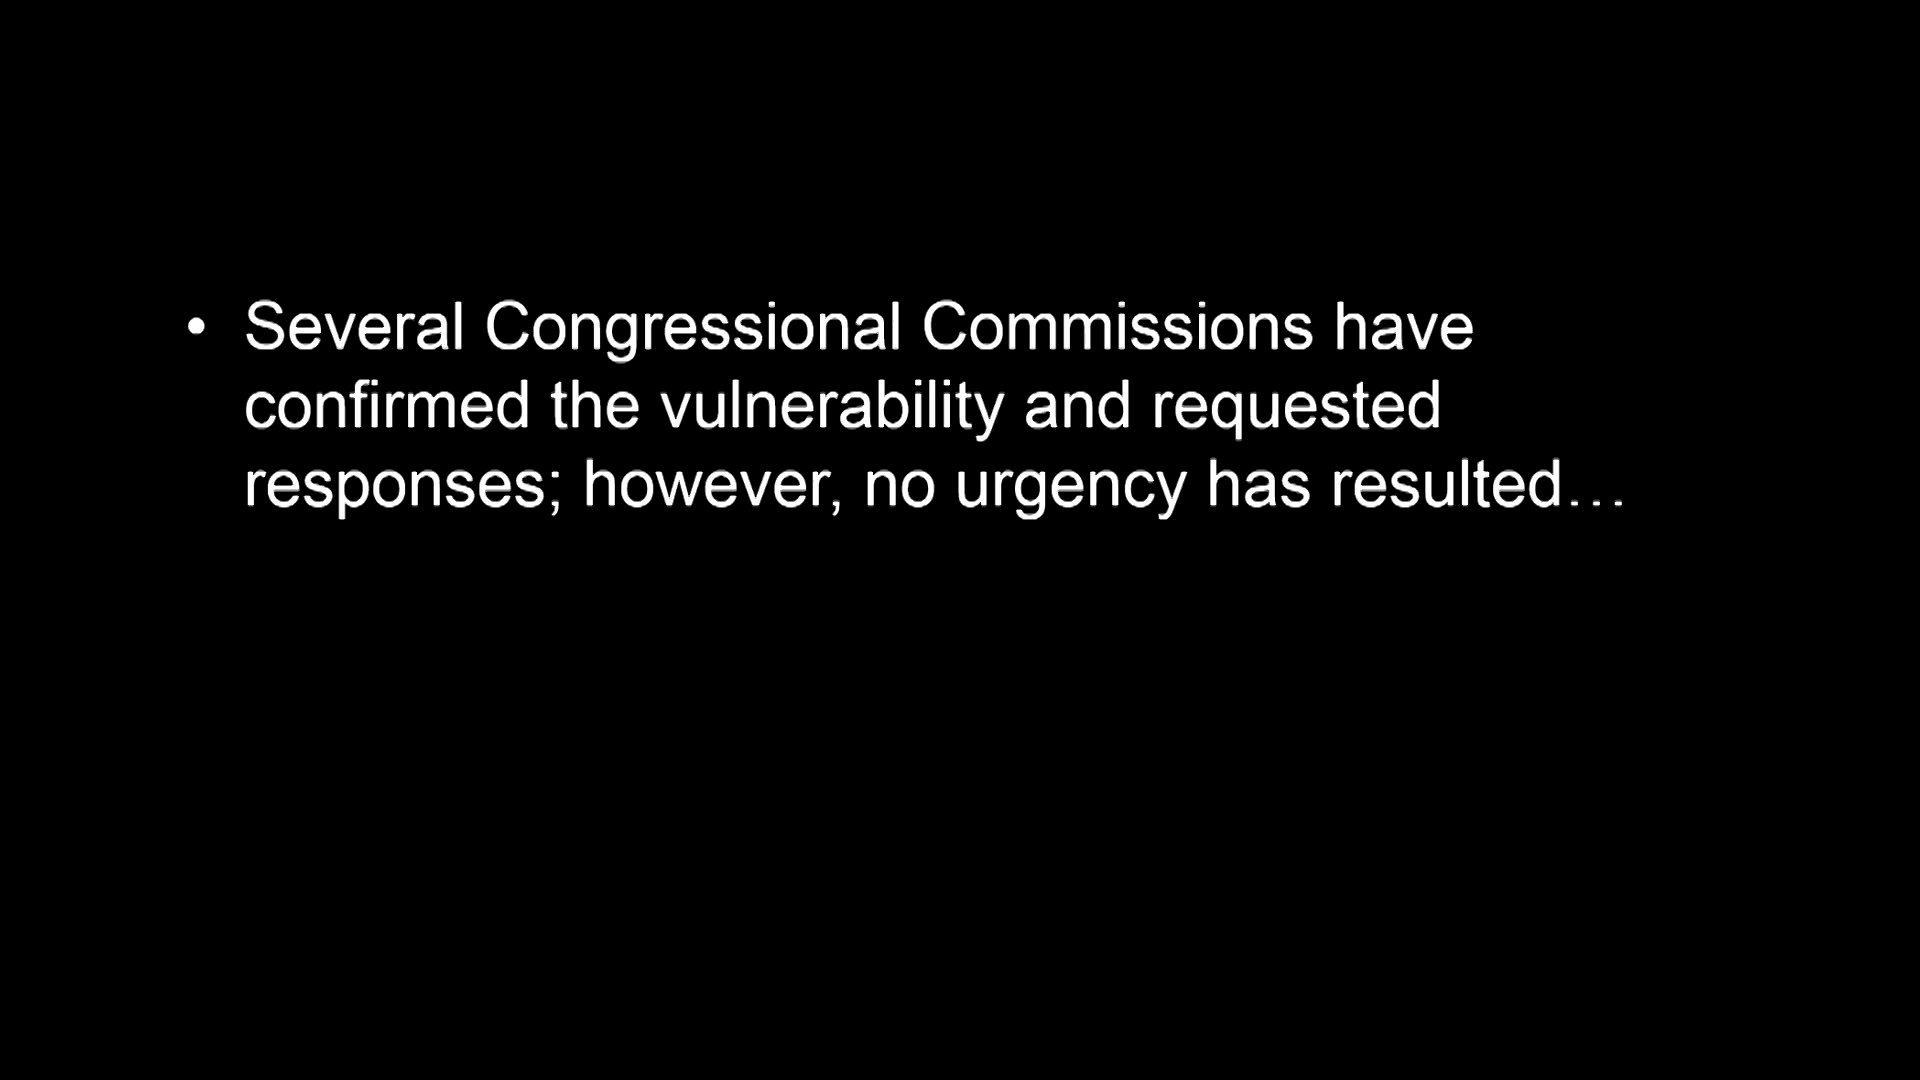 • Several Congressional Commissions have
confirmed the vulnerability and requested
responses; however, no urgency has resulted…